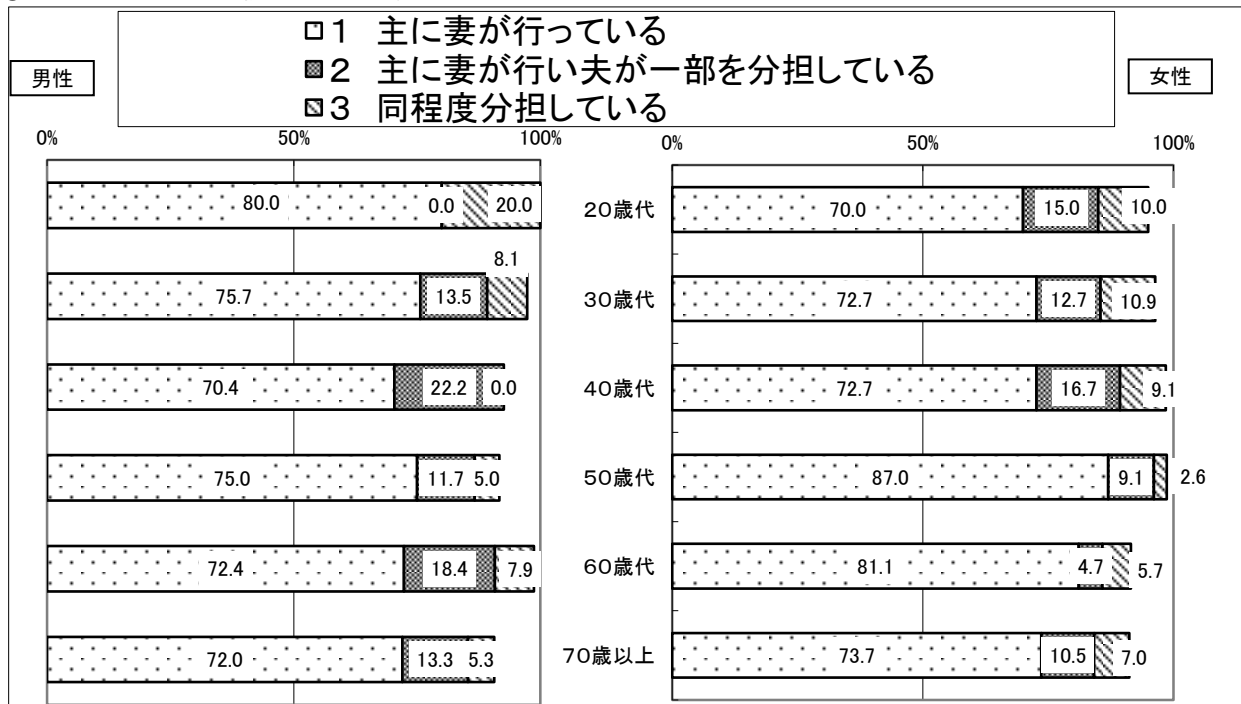 1 主に妻が行っている
2 主に妻が行い夫が一部を分担している
3 同程度分担している
男性
女性
0% 50% 100%
0% 50% 100%
80.0 0.0 20.0 20歳代 70.0 15.0 10.0
8.1
75.7 13.5 30歳代 72.7 12.7 10.9
70.4 22.2 0.0 40歳代 72.7 16.7 9.1
75.0 11.7 5.0 50歳代 87.0 9.1 2.6
72.4 18.4 7.9 60歳代 81.1 4.7 5.7
72.0 13.3 5.3 70歳以上 73.7 10.5 7.0